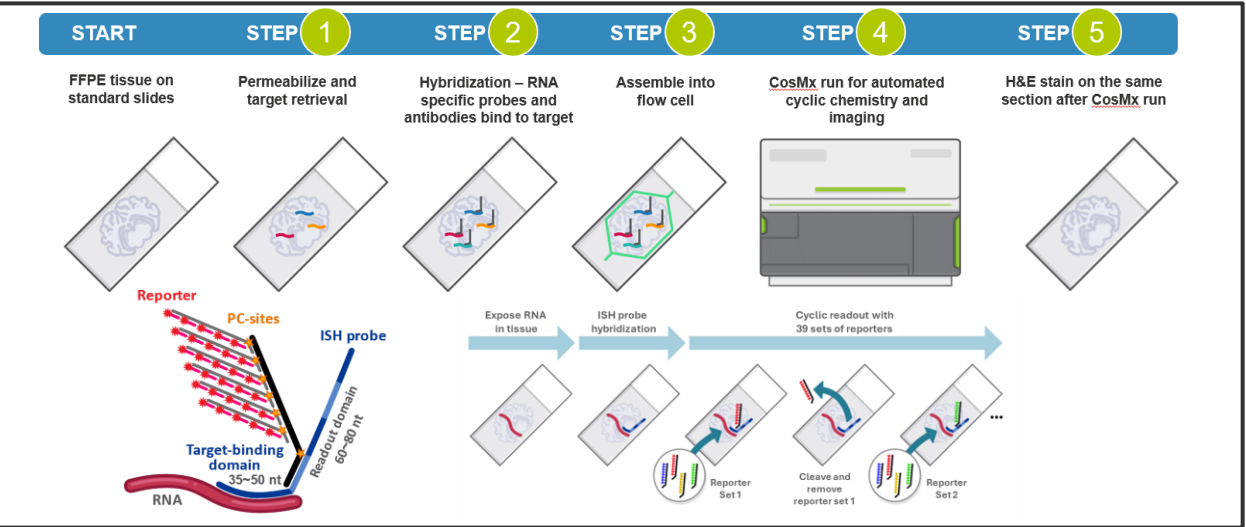 START
STEP 1
STEP 2
STEP 3
STEP 4
STEP 5
FFPE tissue on
standard slides
Permeabilize and
target retrieval
Hybridization – RNA
specific probes and
antibodies bind to target
Assemble into
flow cell
CosMx run for automated
cyclic chemistry and
imaging
H&E stain on the same
section after CosMx run
Reporter
PC-sites
ISH probe
Readout domain
60~80 nt
Target-binding
domain
35~50 nt
RNA
Expose RNA
in tissue
ISH probe
hybridization
Cyclic readout with
39 sets of reporters
Reporter
Set 1
Cleave and
remove
reporter set 1
Reporter
Set 2
...